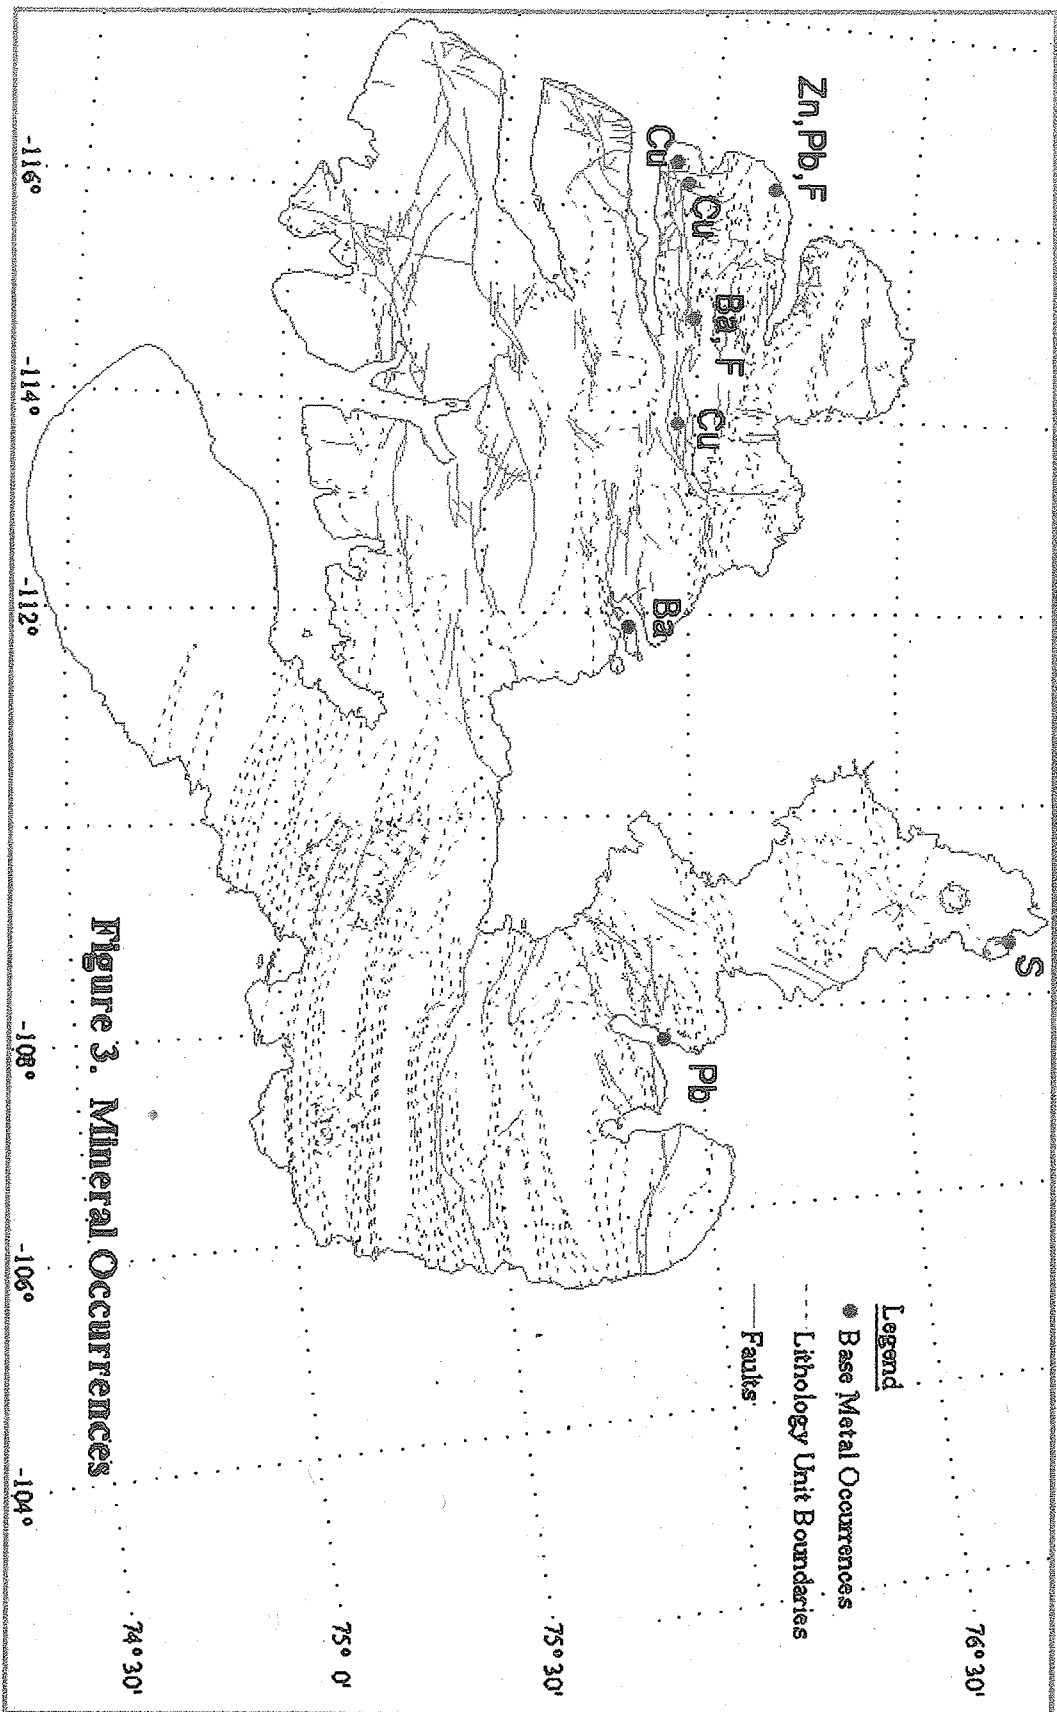 Zn,Pb,F
Cu
Cu
Ba,F
Cu
Ba
S
Pb
Legend
Base Metal Occurrences
Lithology Unit Boundaries
Faults
76° 30'
75° 30'
75° 0'
74° 30'
-116°
-114°
-112°
-108°
-106°
-104°
Figure 3. Mineral Occurrences